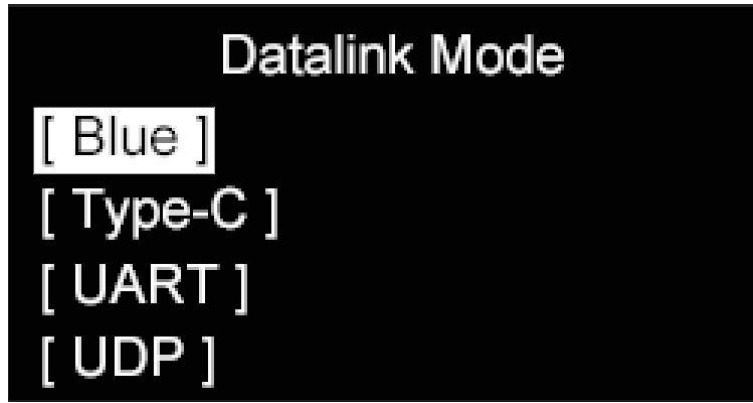 Datalink Mode
[ Blue ]
[ Type-C ]
[ UART ]
[ UDP ]